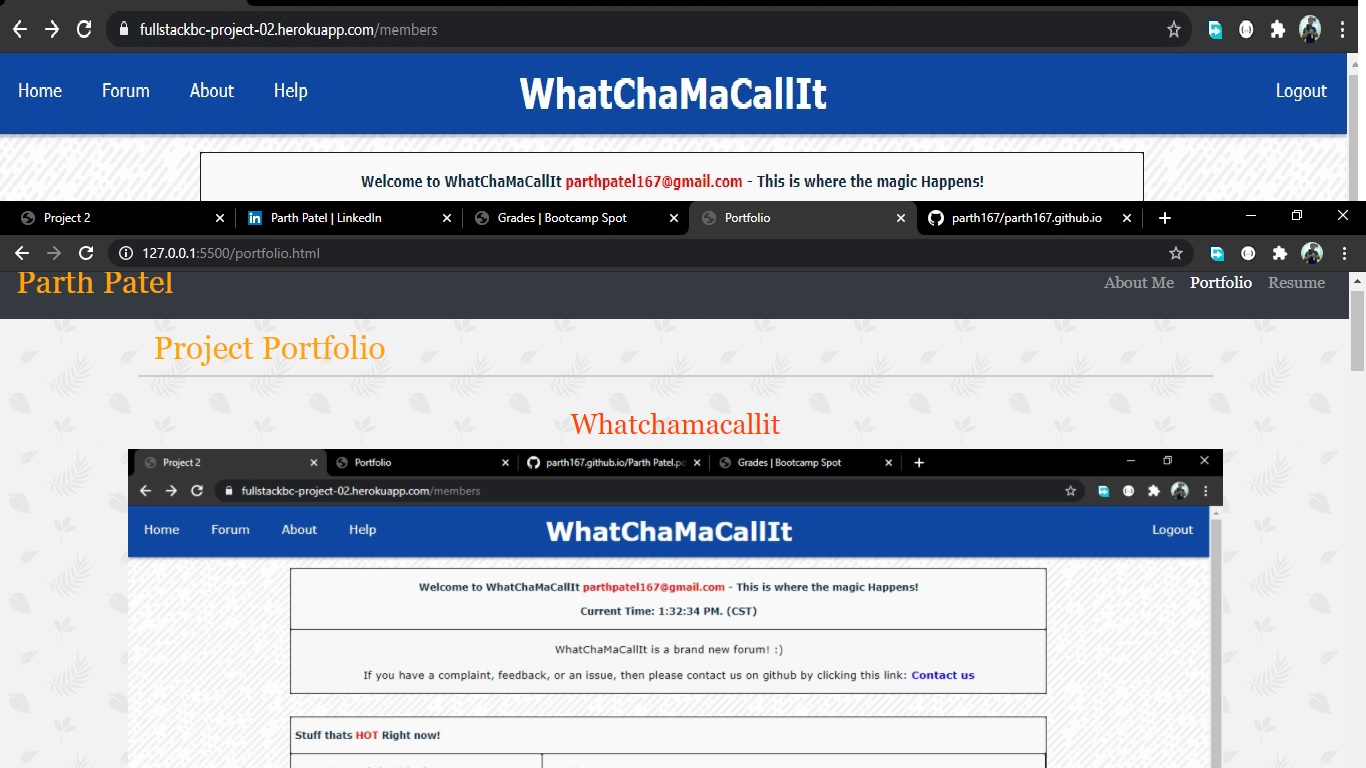 fullstackbc-project-02.herokuapp.com/members
Home Forum About Help WhatChaMaCallIt Logout
Welcome to WhatChaMaCallIt parthpatel167@gmail.com - This is where the magic Happens!
Project 2 Parth Patel | LinkedIn Grades | Bootcamp Spot Portfolio parth167/parth167.github.io
127.0.0.1:5500/portfolio.html
Parth Patel About Me Portfolio Resume
Project Portfolio
Whatchamacallit
Project 2 Portfolio parth167.github.io/Parth Patel.pd Grades | Bootcamp Spot
fullstackbc-project-02.herokuapp.com/members
Home Forum About Help WhatChaMaCallIt Logout
Welcome to WhatChaMaCallIt parthpatel167@gmail.com - This is where the magic Happens!
Current Time: 1:32:34 PM. (CST)
WhatChaMaCallIt is a brand new forum! :)
If you have a complaint, feedback, or an issue, then please contact us on github by clicking this link: Contact us
Stuff thats HOT Right now!